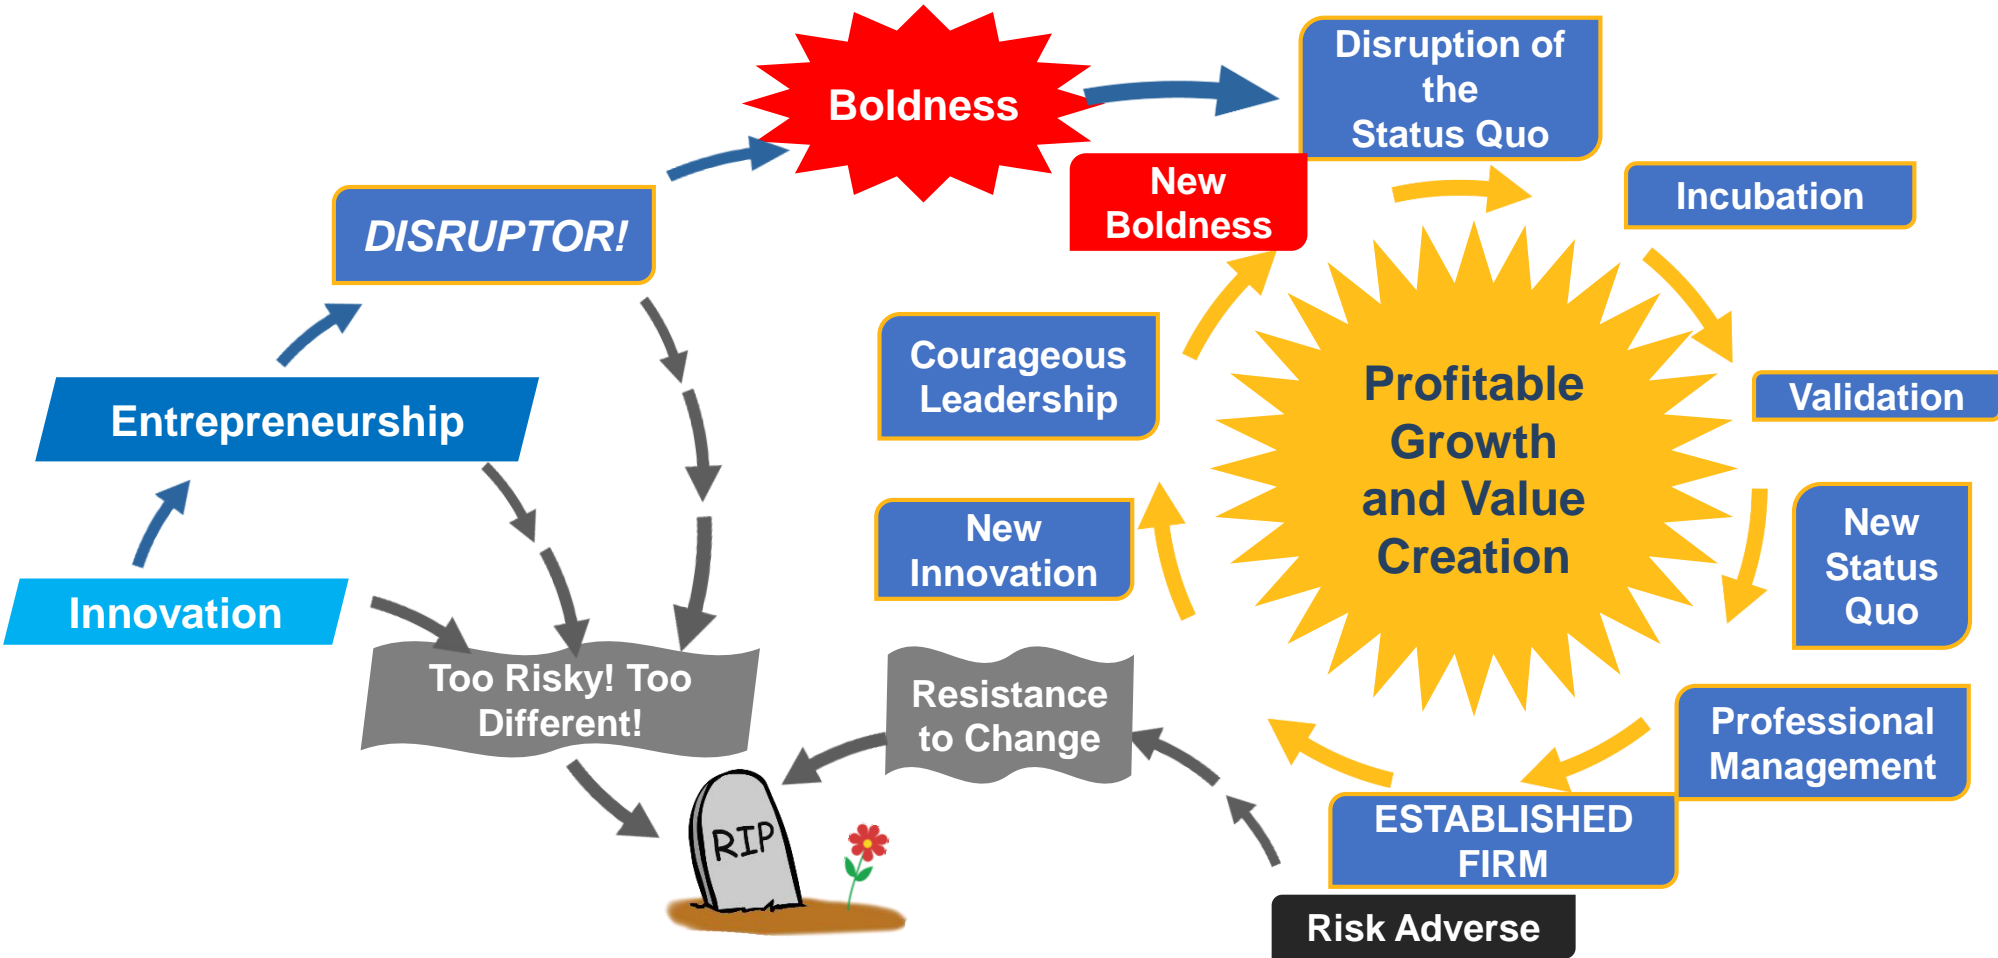 Boldness
Disruption of
the
Status Quo
New
Boldness
Incubation
DISRUPTOR!
Courageous
Leadership
Profitable
Growth
and Value
Creation
Validation
Entrepreneurship
New
Innovation
New
Status
Quo
Innovation
Too Risky! Too
Different!
Resistance
to Change
Professional
Management
RIP
ESTABLISHED
FIRM
Risk Adverse